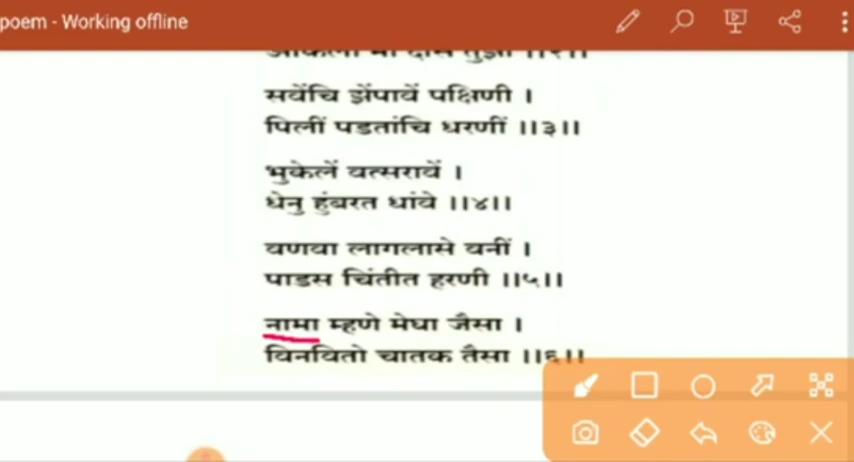 poem - Working offline
सवेंचि झेंपावें पक्षिणी ।
पिलीं पडतांचि धरणीं ।।३।।
भुकेलें वत्सरावें ।
धेनु हुंबरत धांवे ।।४।।
वणवा लागलासे वनीं ।
पाडस चिंतीत हरणी ।।५।।
नामा म्हणे मेघा जैसा ।
विनवितो चातक तैसा ।।६।।